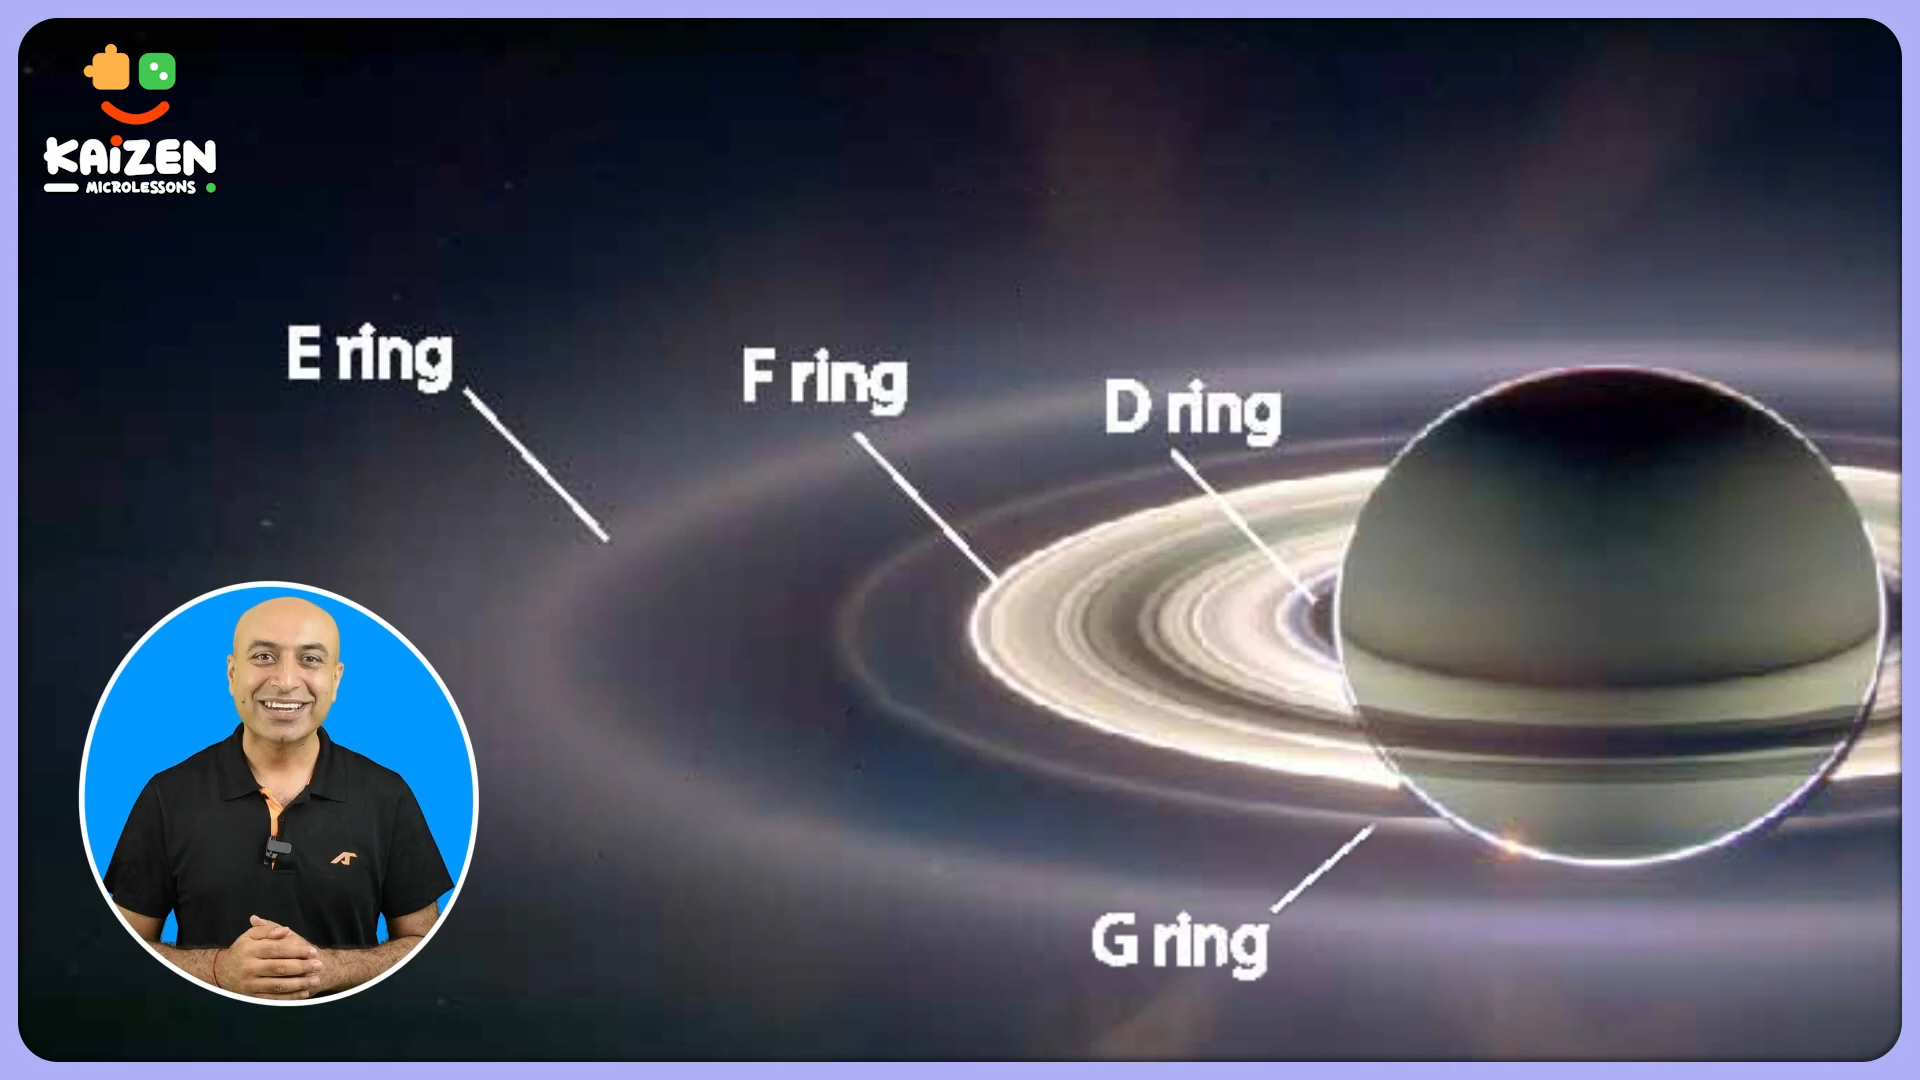 KAiZEN
MICROLESSONS
E ring
F ring
D ring
G ring